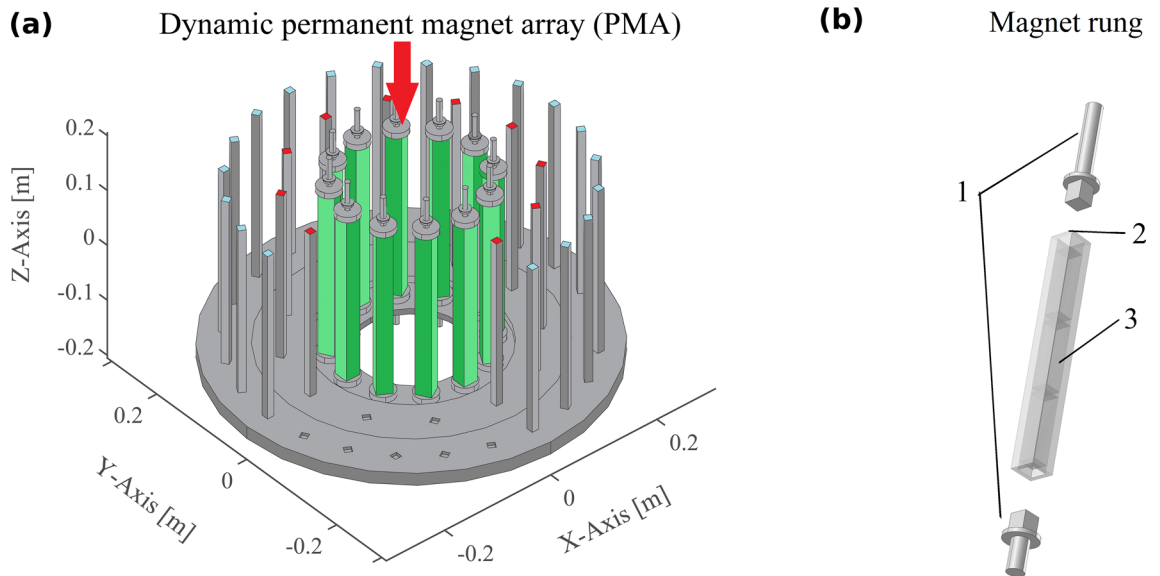 (a) Dynamic permanent magnet array (PMA)
(b) Magnet rung
Z-Axis [m]
0.2
0.1
0
-0.1
-0.2
Y-Axis [m]
0.2
0
-0.2
X-Axis [m]
-0.2
0
0.2
1
2
3